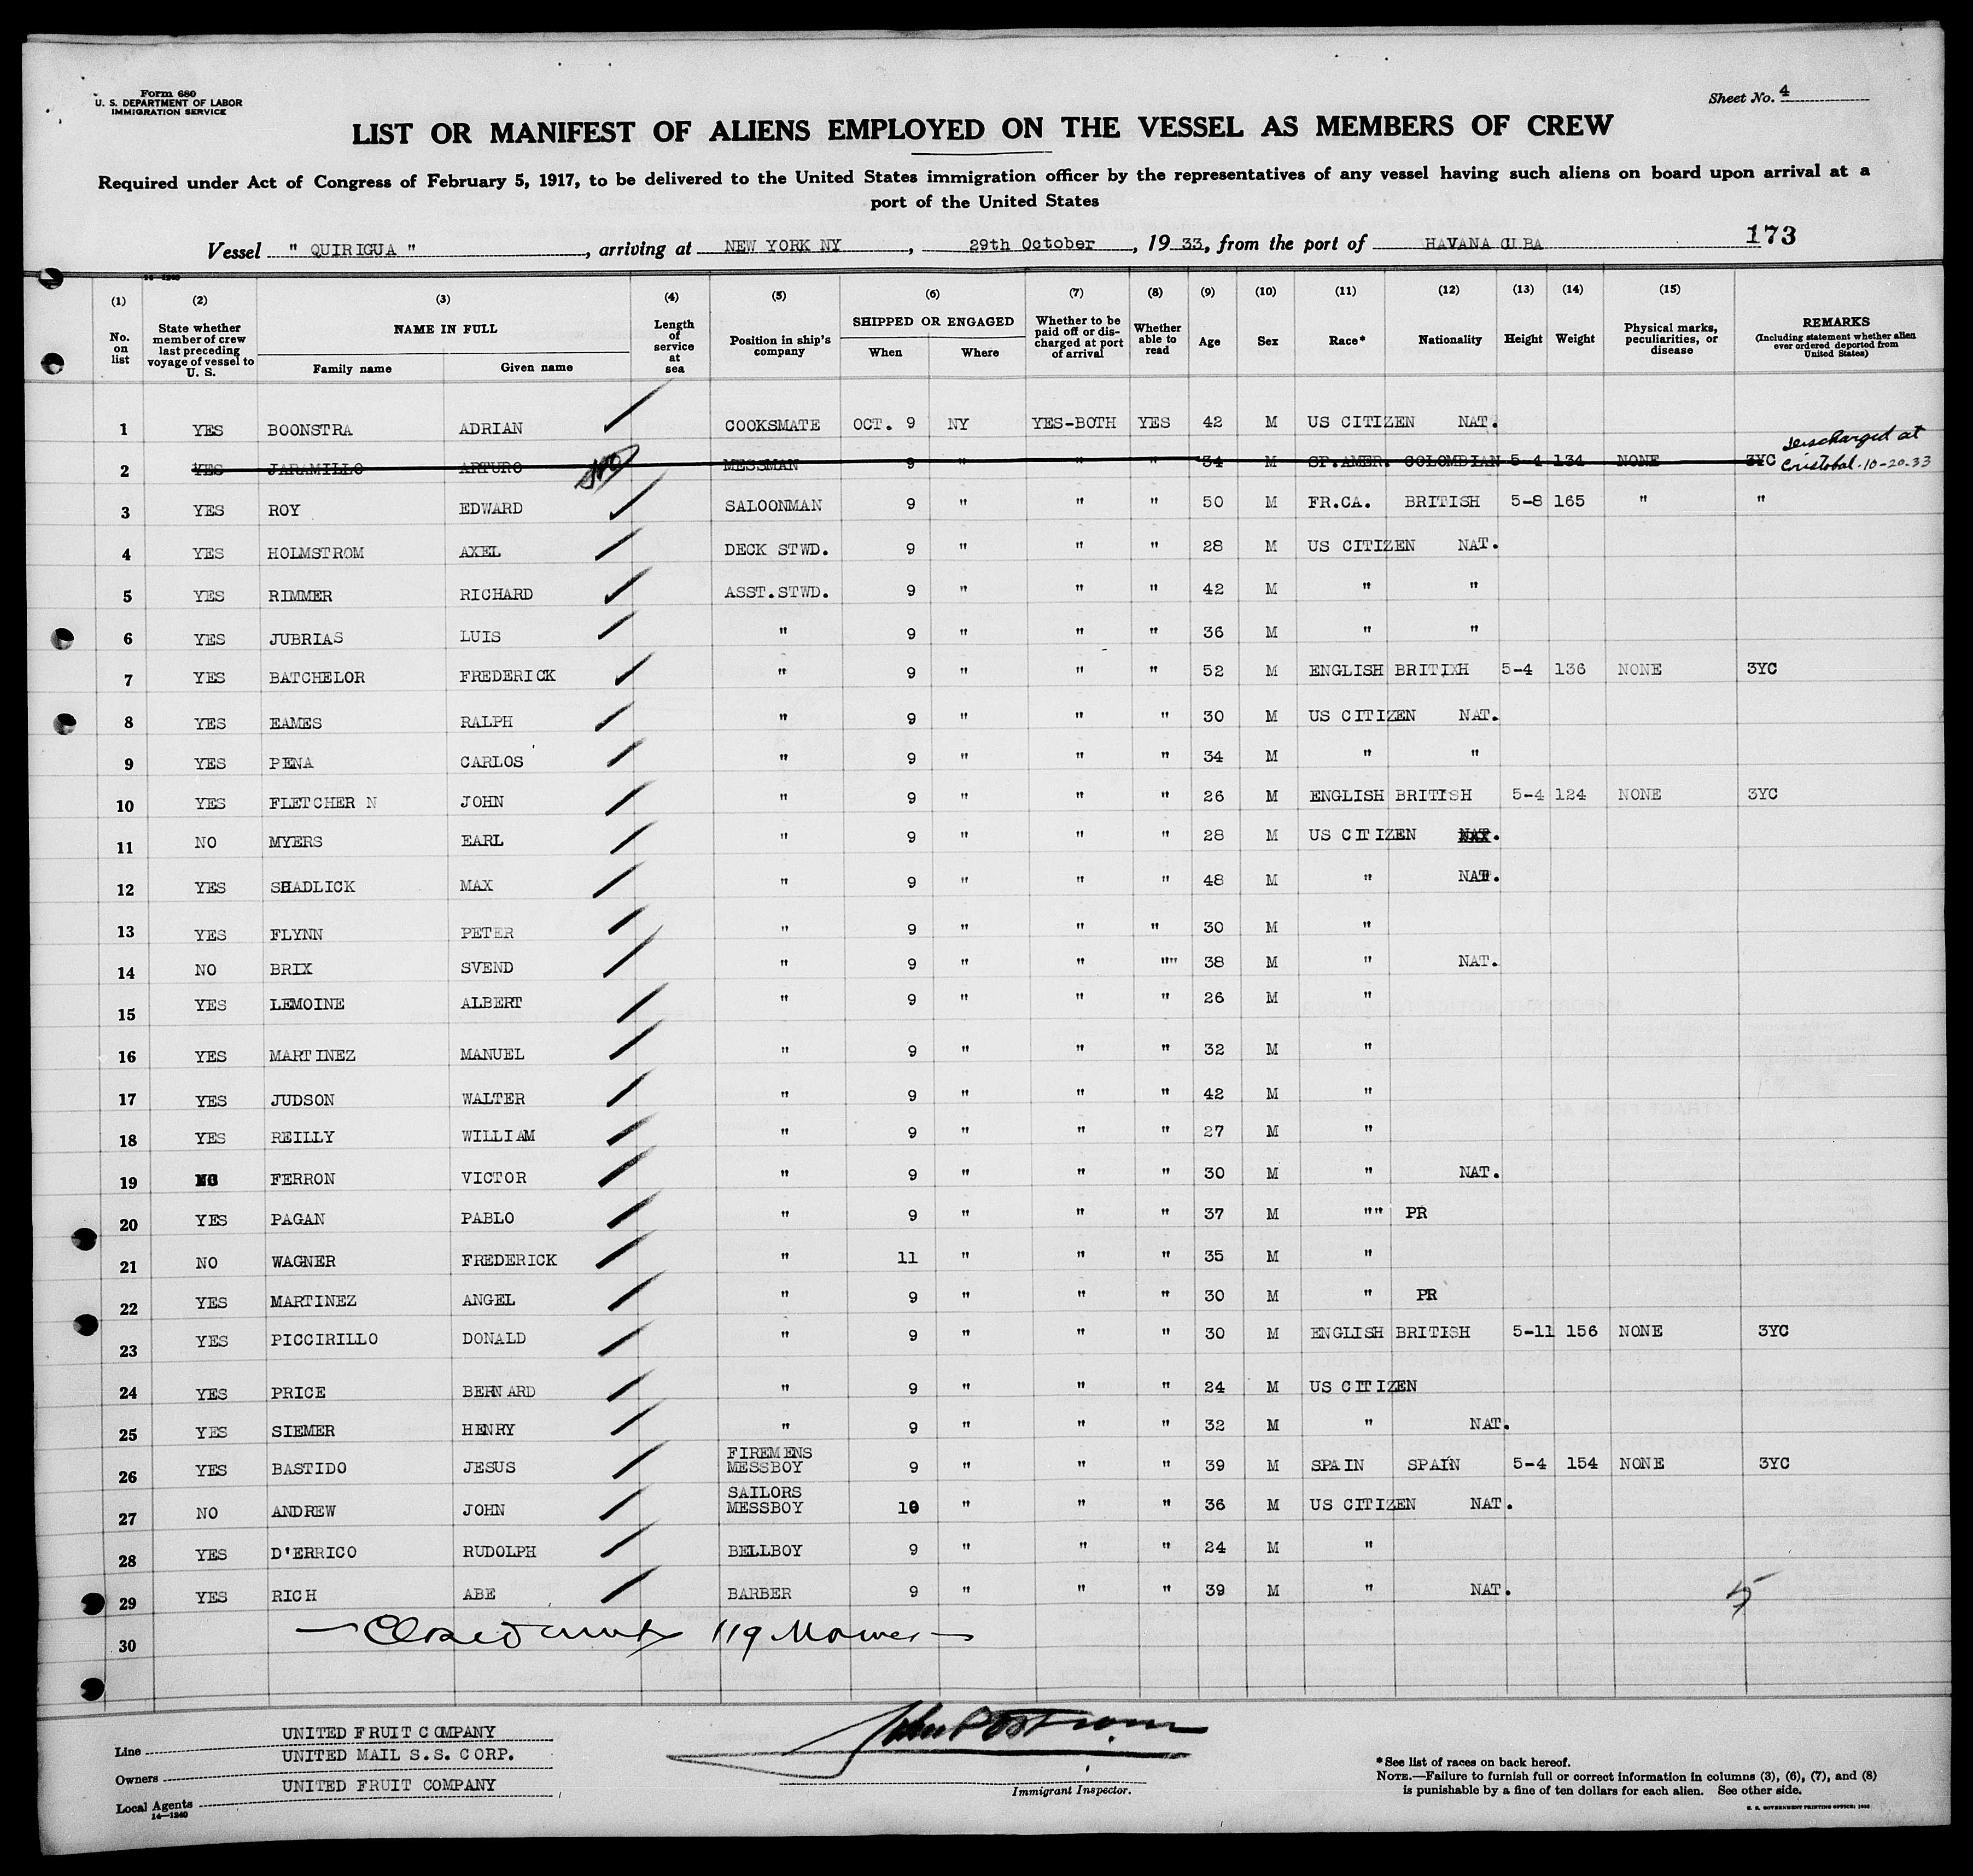 Form 680
U. S. DEPARTMENT OF LABOR
IMMIGRATION SERVICE
Sheet No. 4
LIST OR MANIFEST OF ALIENS EMPLOYED ON THE VESSEL AS MEMBERS OF CREW
Required under Act of Congress of February 5, 1917, to be delivered to the United States immigration officer by the representatives of any vessel having such aliens on board upon arrival at a
port of the United States
Vessel " QUIRIGUA ", arriving at NEW YORK NY, 29th October, 19 33, from the port of HAVANA CUBA 173
14-1240
(1) (2) (3) (4) (5) (6) (7) (8) (9) (10) (11) (12) (13) (14) (15)
No. on list State whether member of crew last preceding voyage of vessel to U. S. NAME IN FULL Family name Given name Length of service at sea Position in ship's company SHIPPED OR ENGAGED When Where Whether to be paid off or discharged at port of arrival Whether able to read Age Sex Race* Nationality Height Weight Physical marks, peculiarities, or disease REMARKS (Including statement whether alien ever ordered deported from United States)
1 YES BOONSTRA ADRIAN COOKSMATE OCT. 9 NY YES-BOTH YES 42 M US CITIZEN NAT.
2 YES JARAMILLO ARTURO MESSMAN 9 " " " 34 M SP.AMER. COLOMBIAN 5-4 134 NONE 3YC Discharged at Cristobal. 10-20-33
3 YES ROY EDWARD SALOONMAN 9 " " " 50 M FR.CA. BRITISH 5-8 165 " "
4 YES HOLMSTROM AXEL DECK STWD. 9 " " " 28 M US CITIZEN NAT.
5 YES RIMMER RICHARD ASST.STWD. 9 " " " 42 M " "
6 YES JUBRIAS LUIS " 9 " " " 36 M " "
7 YES BATCHELOR FREDERICK " 9 " " " 52 M ENGLISH BRITIXH 5-4 136 NONE 3YC
8 YES EAMES RALPH " 9 " " " 30 M US CITIZEN NAT.
9 YES PENA CARLOS " 9 " " " 34 M " "
10 YES FLETCHER N JOHN " 9 " " " 26 M ENGLISH BRITISH 5-4 124 NONE 3YC
11 NO MYERS EARL " 9 " " " 28 M US CITIZEN NAT.
12 YES SHADLICK MAX " 9 " " " 48 M " NAT.
13 YES FLYNN PETER " 9 " " " 30 M "
14 NO BRIX SVEND " 9 " " "" 38 M " NAT.
15 YES LEMOINE ALBERT " 9 " " " 26 M "
16 YES MARTINEZ MANUEL " 9 " " " 32 M "
17 YES JUDSON WALTER " 9 " " " 42 M "
18 YES REILLY WILLIAM " 9 " " " 27 M "
19 NO FERRON VICTOR " 9 " " " 30 M " NAT.
20 YES PAGAN PABLO " 9 " " " 37 M "" PR
21 NO WAGNER FREDERICK " 11 " " " 35 M "
22 YES MARTINEZ ANGEL " 9 " " " 30 M " PR
23 YES PICCIRILLO DONALD " 9 " " " 30 M ENGLISH BRITISH 5-11 156 NONE 3YC
24 YES PRICE BERNARD " 9 " " " 24 M US CITIZEN
25 YES SIEMER HENRY " 9 " " " 32 M " NAT.
26 YES BASTIDO JESUS FIREMENS MESSBOY 9 " " " 39 M SPAIN SPAIN 5-4 154 NONE 3YC
27 NO ANDREW JOHN SAILORS MESSBOY 10 " " " 36 M US CITIZEN NAT.
28 YES D'ERRICO RUDOLPH BELLBOY 9 " " " 24 M "
29 YES RICH ABE BARBER 9 " " " 39 M " NAT.
5
30 Closed with 119 Names
Line UNITED FRUIT COMPANY
Owners UNITED MAIL S.S. CORP.
Local Agents UNITED FRUIT COMPANY
14-1240
Immigrant Inspector.
*See list of races on back hereof.
NOTE.—Failure to furnish full or correct information in columns (3), (6), (7), and (8)
is punishable by a fine of ten dollars for each alien. See other side.
U. S. GOVERNMENT PRINTING OFFICE: 1932